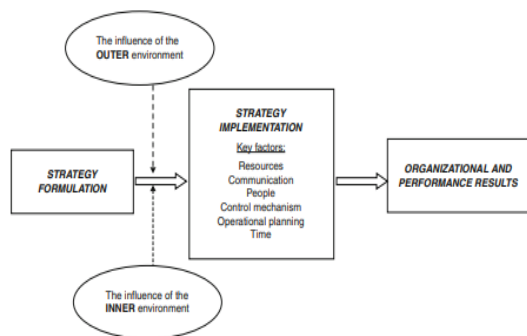 The influence of the
OUTER environment
STRATEGY
FORMULATION
STRATEGY
IMPLEMENTATION
Key factors:
Resources
Communication
People
Control mechanism
Operational planning
Time
ORGANIZATIONAL AND
PERFORMANCE RESULTS
The influence of the
INNER environment